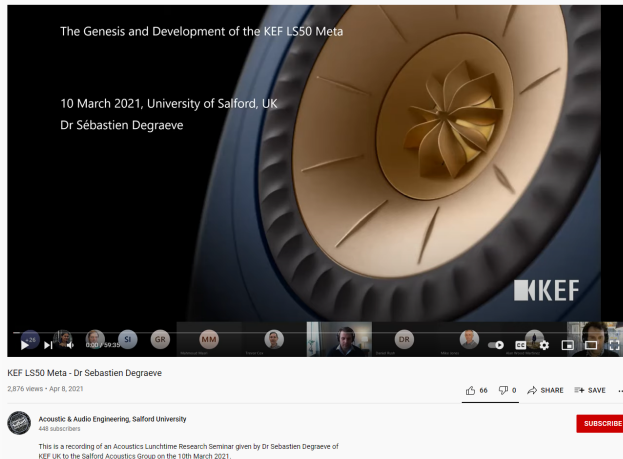 The Genesis and Development of the KEF LS50 Meta
10 March 2021, University of Salford, UK
Dr Sébastien Degraeve
KEF
+26
SI
GR
MM
DR
0:00 / 59:35
CC
KEF LS50 Meta - Dr Sebastien Degraeve
2,876 views • Apr 8, 2021
66
0
SHARE
SAVE
Acoustic & Audio Engineering, Salford University
448 subscribers
SUBSCRIBE
This is a recording of an Acoustics Lunchtime Research Seminar given by Dr Sebastien Degraeve of
KEF UK to the Salford Acoustics Group on the 10th March 2021.